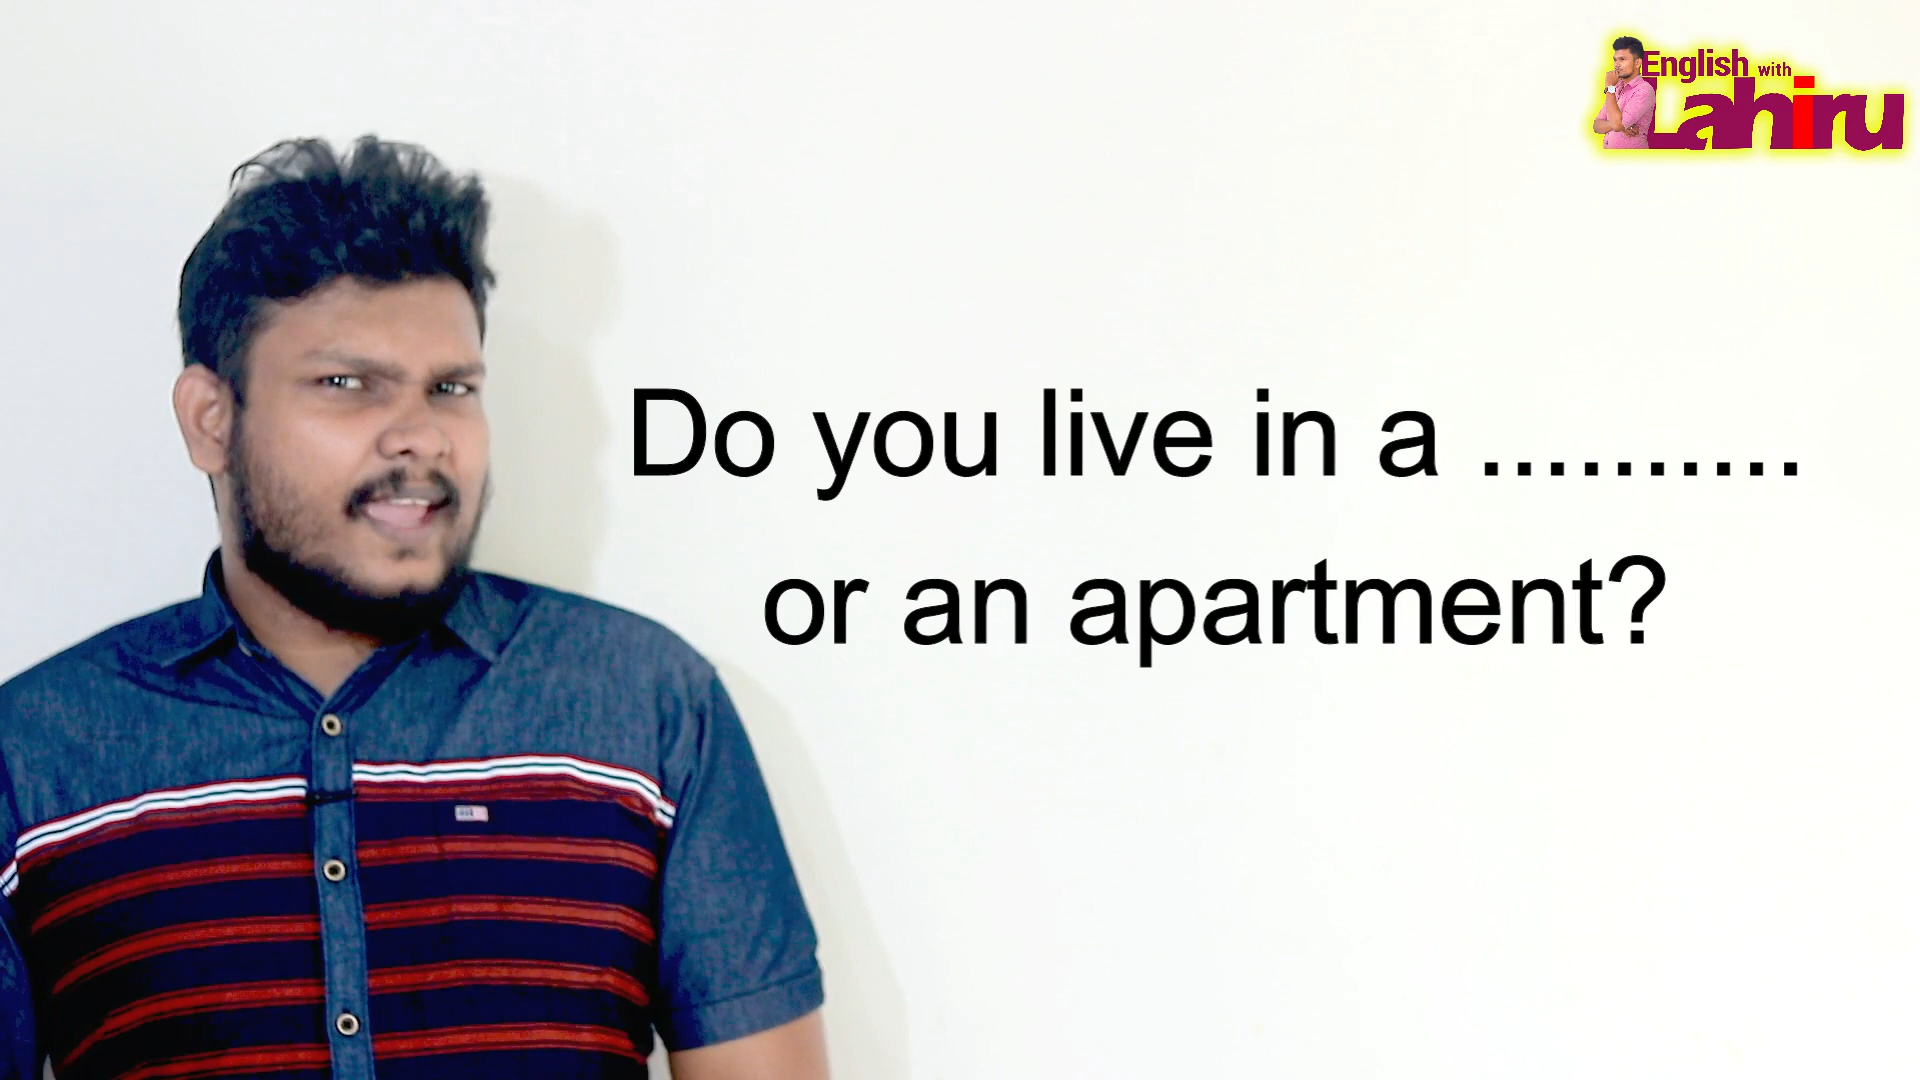 English with
Lahiru
Do you live in a ..........
or an apartment?